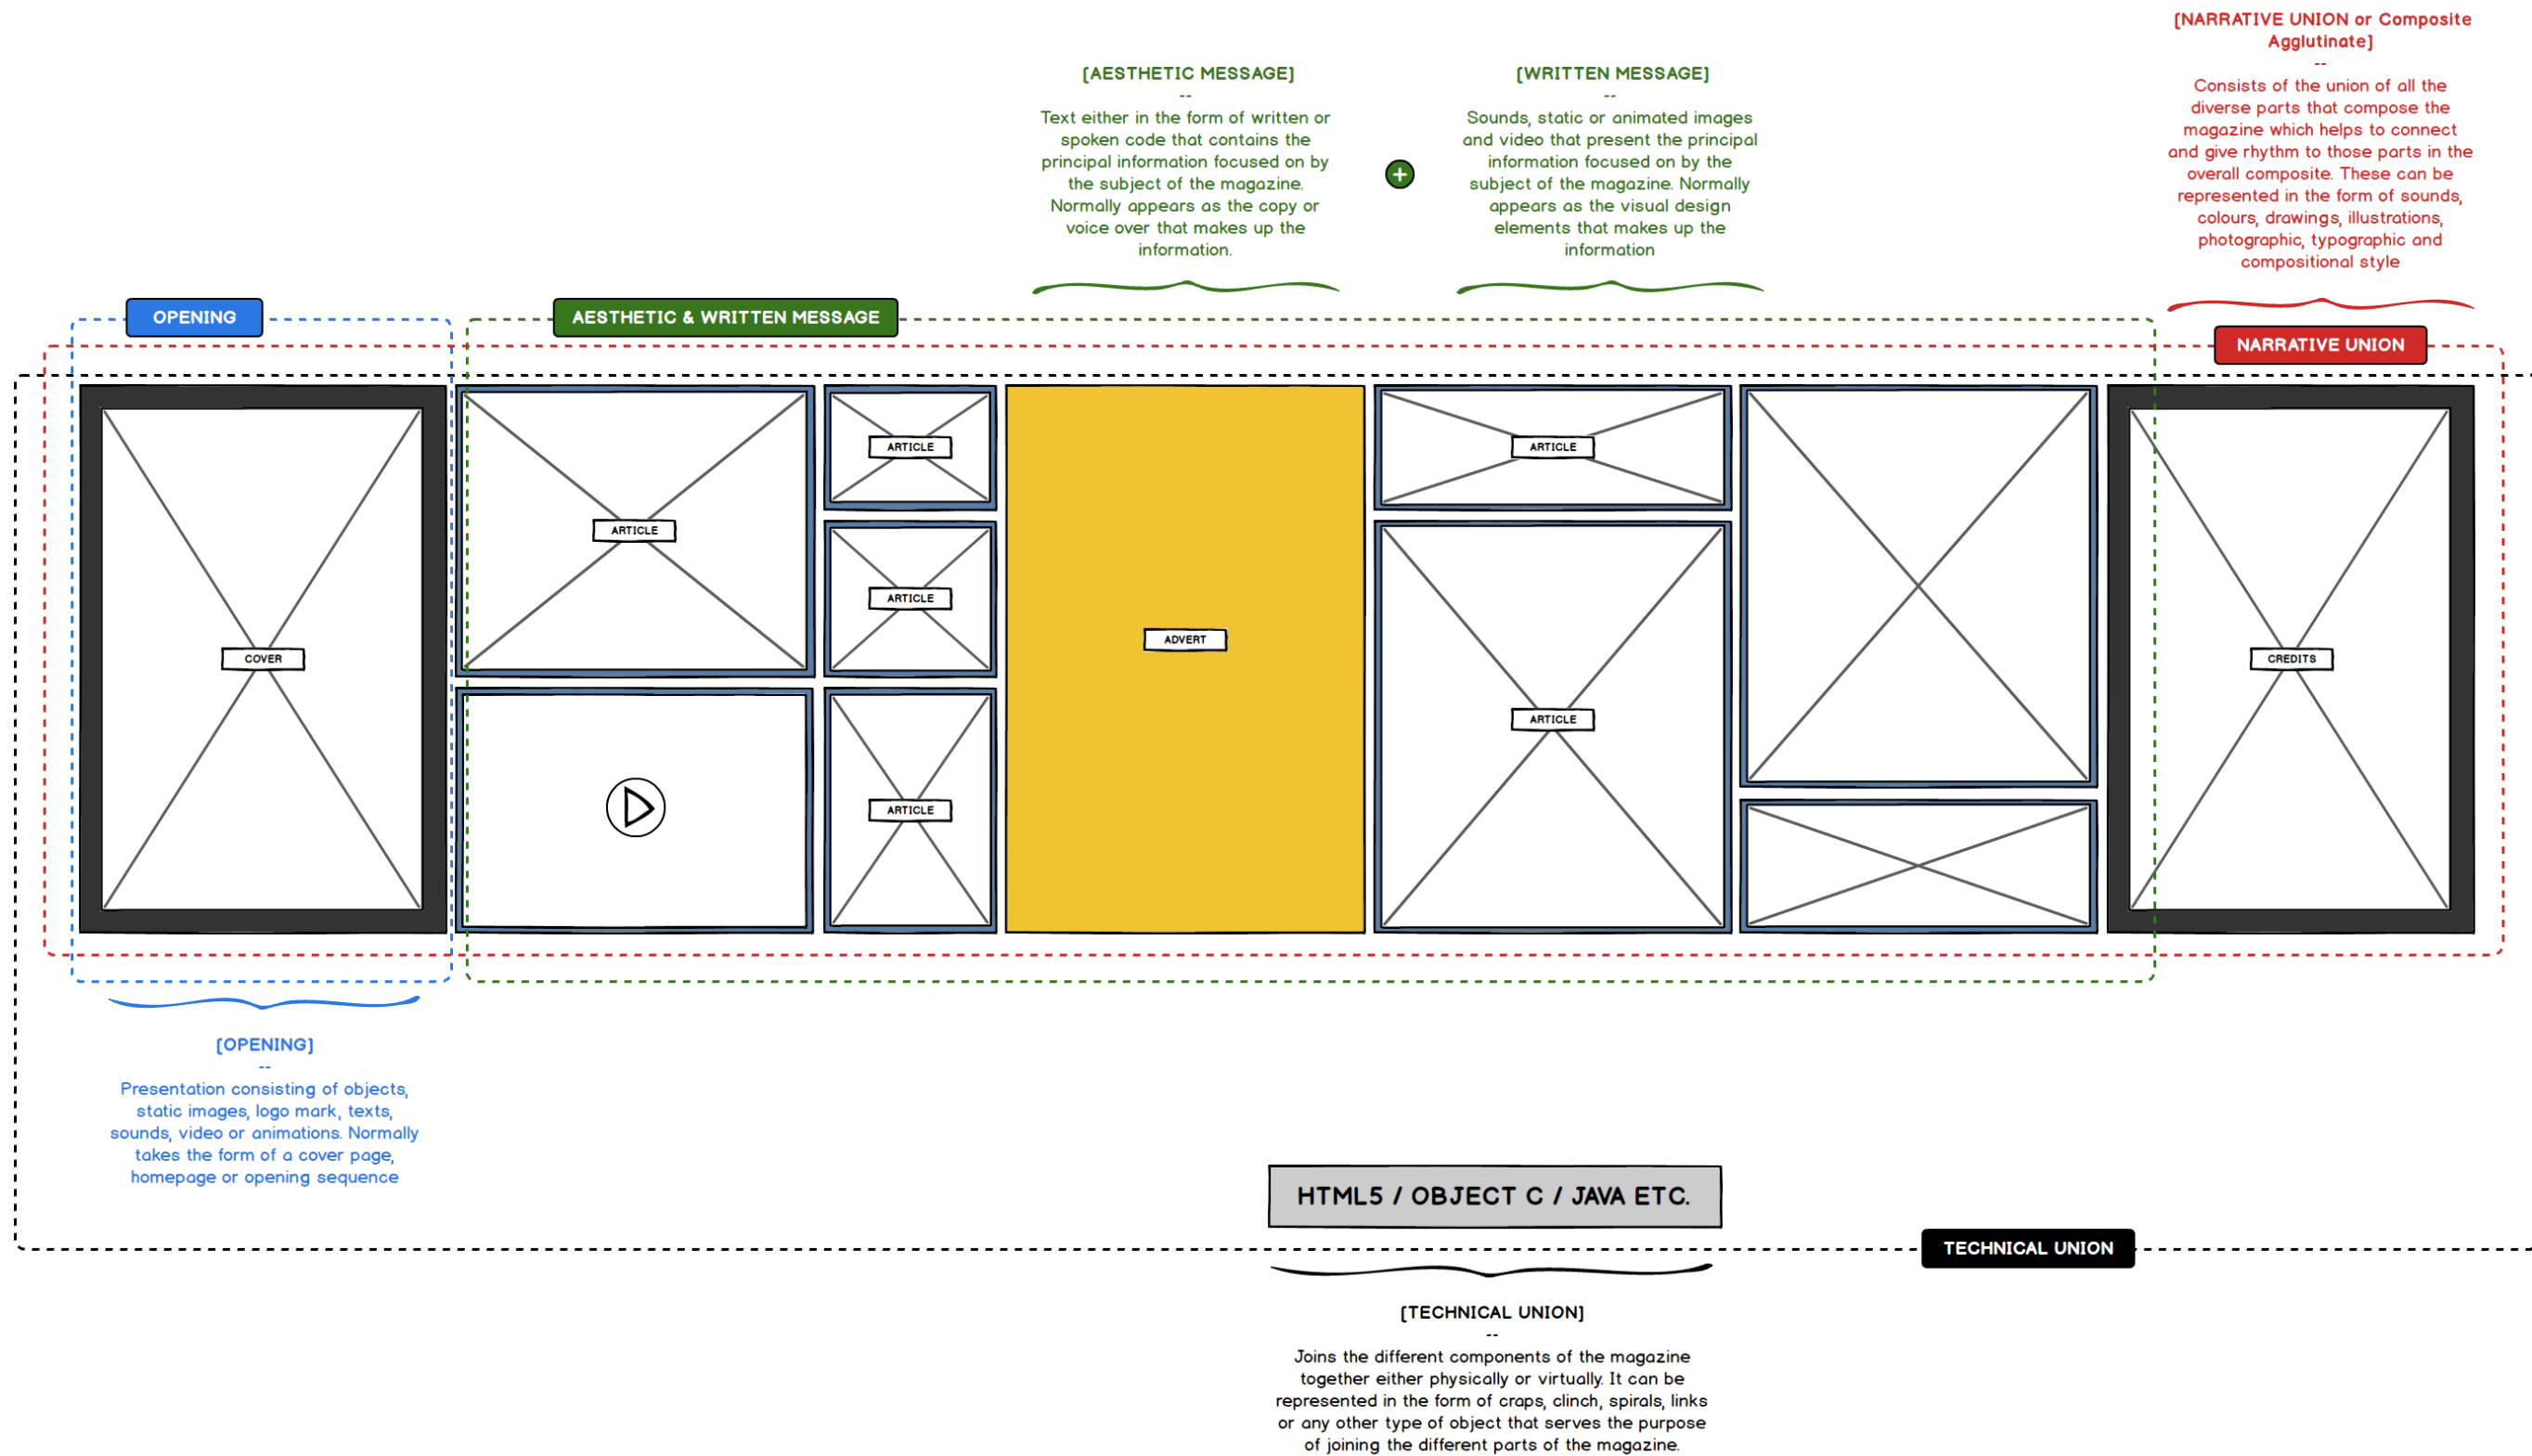 [NARRATIVE UNION or Composite
Agglutinate]
--
Consists of the union of all the
diverse parts that compose the
magazine which helps to connect
and give rhythm to those parts in the
overall composite. These can be
represented in the form of sounds,
colours, drawings, illustrations,
photographic, typographic and
compositional style
[AESTHETIC MESSAGE]
--
Text either in the form of written or
spoken code that contains the
principal information focused on by
the subject of the magazine.
Normally appears as the copy or
voice over that makes up the
information.
+
[WRITTEN MESSAGE]
--
Sounds, static or animated images
and video that present the principal
information focused on by the
subject of the magazine. Normally
appears as the visual design
elements that makes up the
information
OPENING
AESTHETIC & WRITTEN MESSAGE
NARRATIVE UNION
COVER
ARTICLE
ARTICLE
ARTICLE
ARTICLE
ADVERT
ARTICLE
ARTICLE
CREDITS
[OPENING]
--
Presentation consisting of objects,
static images, logo mark, texts,
sounds, video or animations. Normally
takes the form of a cover page,
homepage or opening sequence
HTML5 / OBJECT C / JAVA ETC.
TECHNICAL UNION
[TECHNICAL UNION]
--
Joins the different components of the magazine
together either physically or virtually. It can be
represented in the form of craps, clinch, spirals, links
or any other type of object that serves the purpose
of joining the different parts of the magazine.